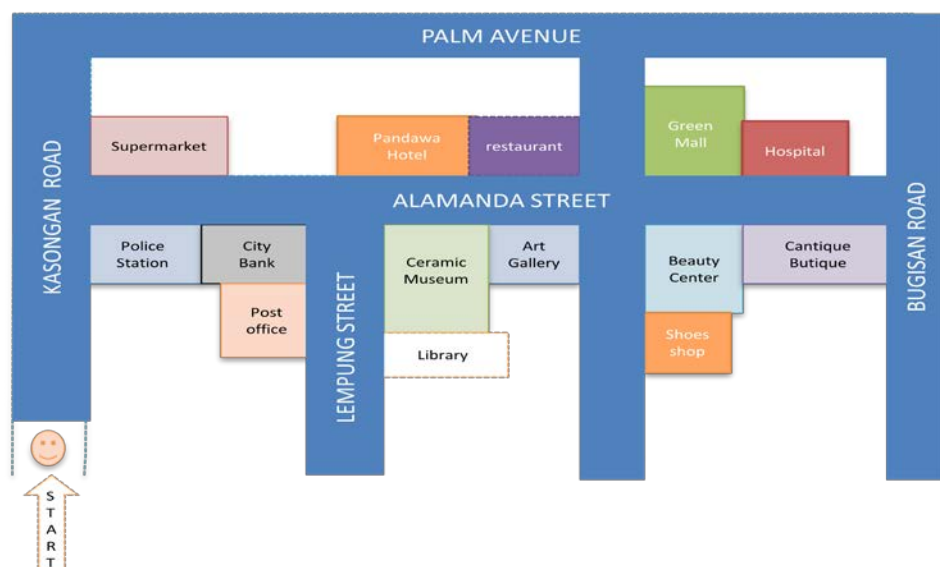 PALM AVENUE
KASONGAN ROAD
Supermarket
Pandawa
Hotel
restaurant
Green
Mall
Hospital
ALAMANDA STREET
BUGISAN ROAD
Police
Station
City
Bank
Post
office
LEMPUNG STREET
Ceramic
Museum
Art
Gallery
Library
Beauty
Center
Cantique
Butique
Shoes
shop
START